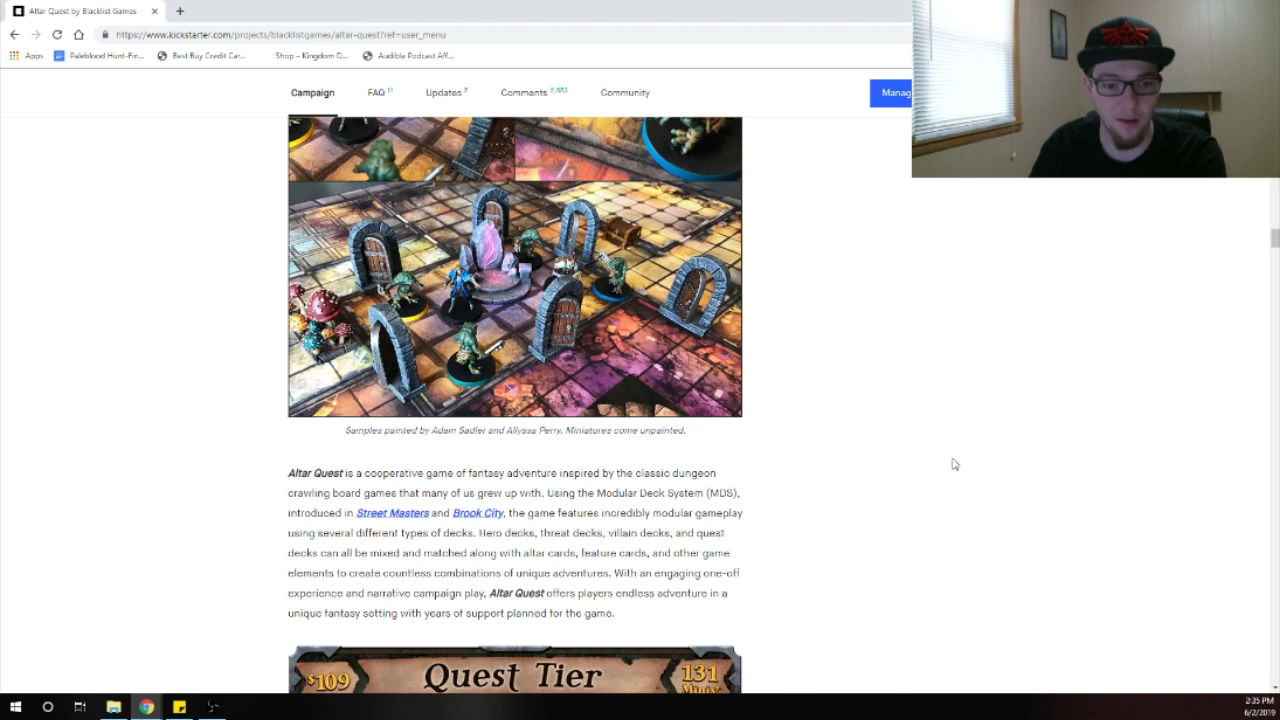 Altar Quest by Blacklist Games
https://www.kickstarter. /projects/blacklistgames/altar-quest?ref=user_menu
Apps Paleblood Hunt-Fin... Best Buy Credit Car... Shop – Kingdom D... Audible Podcast Aff...
Campaign FAQ 11 Updates 8 Comments Community
Manag
Samples painted by Adam Sadler and Allyssa Perry. Miniatures come unpainted.
Altar Quest is a cooperative game of fantasy adventure inspired by the classic dungeon
crawling board games that many of us grew up with. Using the Modular Deck System (MDS),
introduced in Street Masters and Brook City, the game features incredibly modular gameplay
using several different types of decks. Hero decks, threat decks, villain decks, and quest
decks can all be mixed and matched along with altar cards, feature cards, and other game
elements to create countless combinations of unique adventures. With an engaging one-off
experience and narrative campaign play, Altar Quest offers players endless adventure in a
unique fantasy setting with years of support planned for the game.
$109 Quest Tier 131
Minis
2:35 PM
6/2/2019